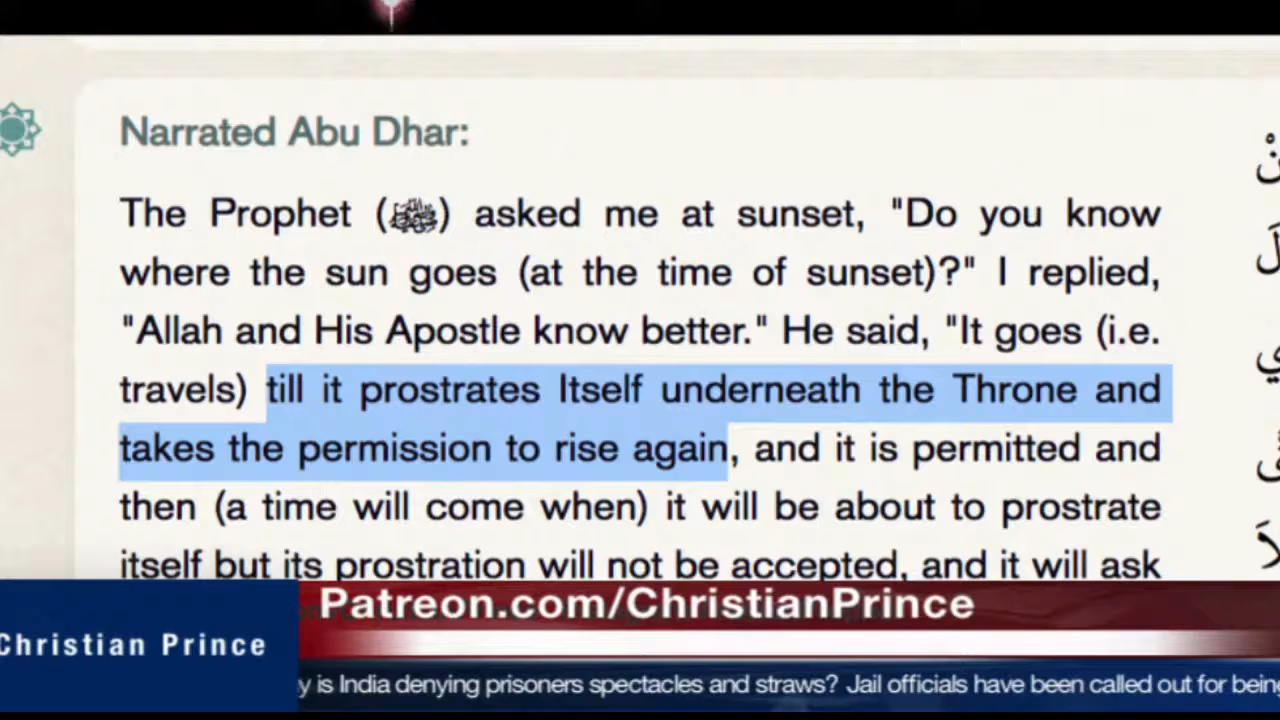 Narrated Abu Dhar:
The Prophet (ﷺ) asked me at sunset, "Do you know
where the sun goes (at the time of sunset)?" I replied,
"Allah and His Apostle know better." He said, "It goes (i.e.
travels) till it prostrates Itself underneath the Throne and
takes the permission to rise again, and it is permitted and
then (a time will come when) it will be about to prostrate
itself but its prostration will not be accepted, and it will ask
Patreon.com/ChristianPrince
Christian Prince
y is India denying prisoners spectacles and straws? Jail officials have been called out for being